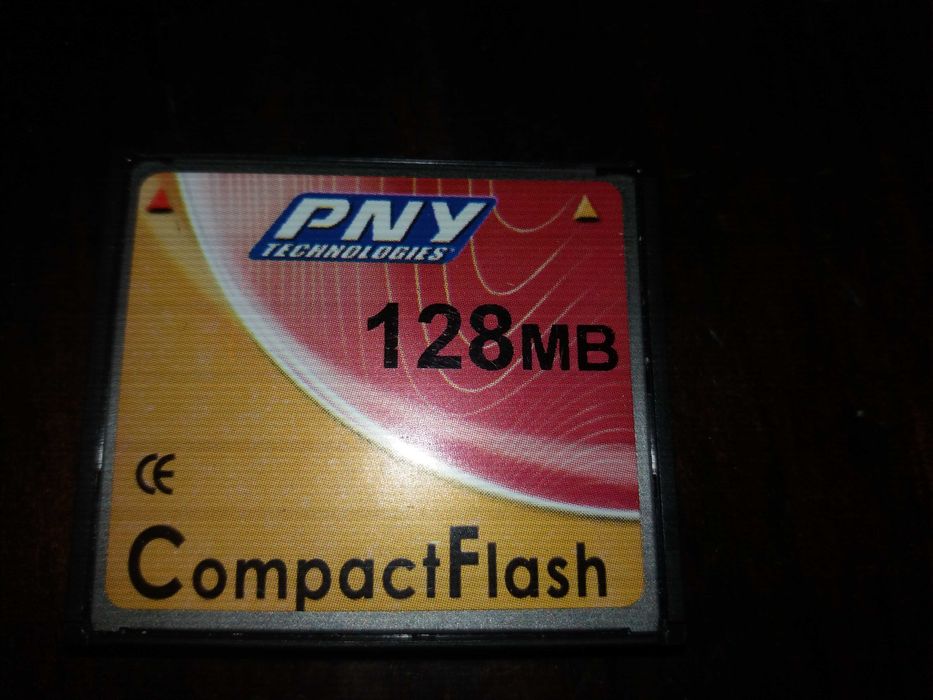 PNY
TECHNOLOGIES
128MB
CE
CompactFlash